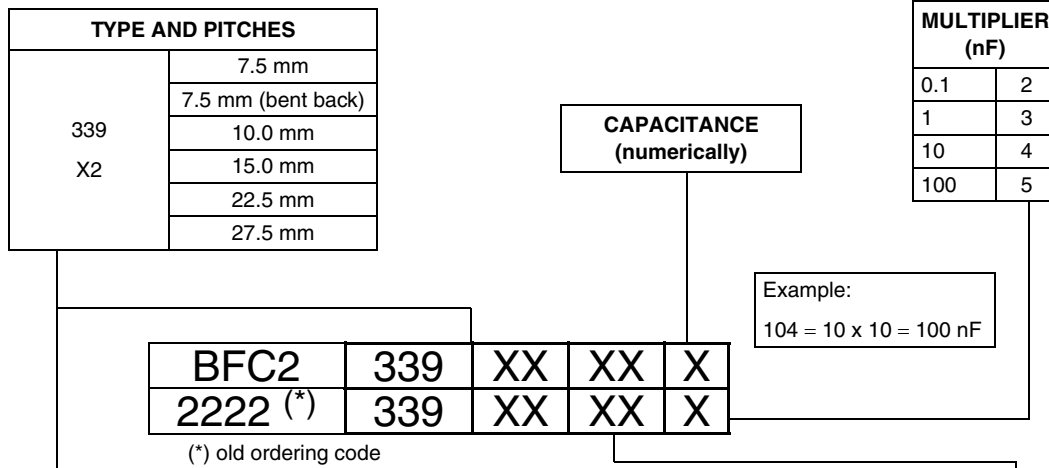 TYPE AND PITCHES
339
X2
7.5 mm
7.5 mm (bent back)
10.0 mm
15.0 mm
22.5 mm
27.5 mm
CAPACITANCE
(numerically)
MULTIPLIER
(nF)
0.1 2
1 3
10 4
100 5
Example:
104 = 10 x 10 = 100 nF
BFC2 339 XX XX X
2222 (*) 339 XX XX X
(*) old ordering code